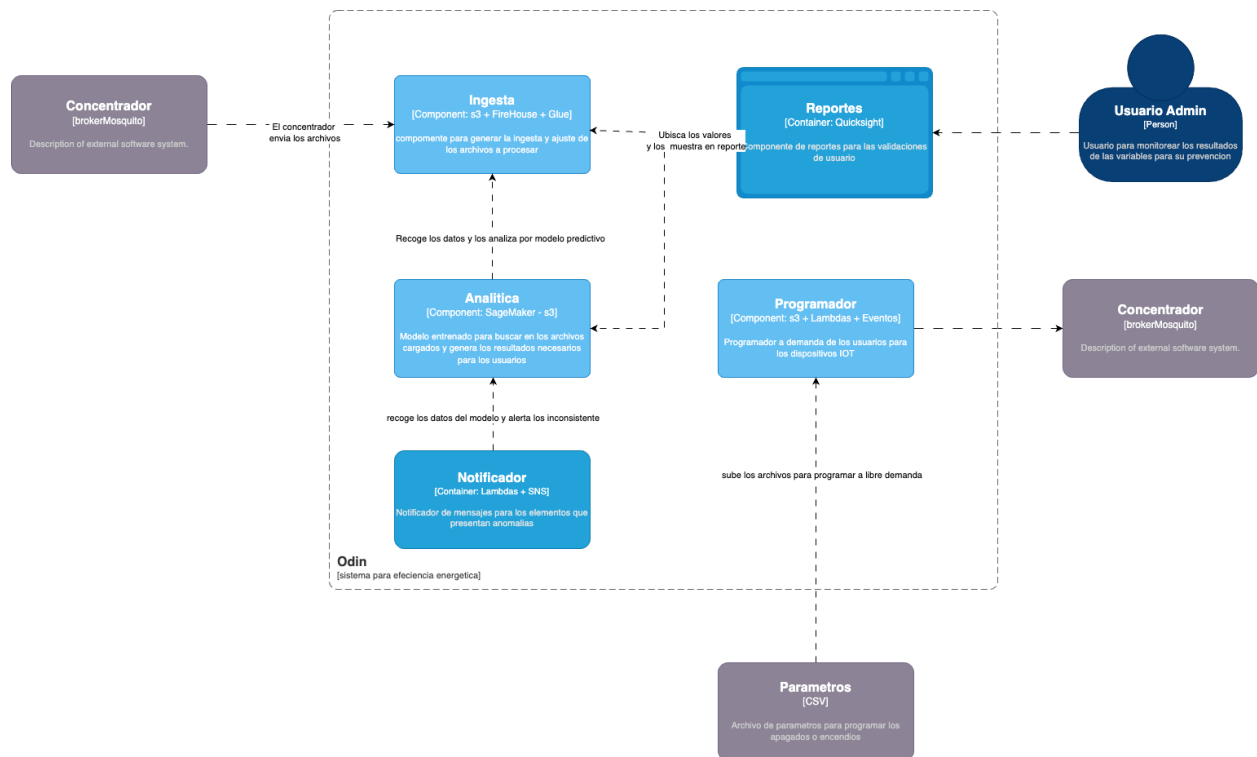 Concentrador
[brokerMosquito]
Description of external software system.
El concentrador
envia los archivos
Ingesta
[Component: s3 + FireHouse + Glue]
compomente para generar la ingesta y ajuste de
los archivos a procesar
Ubisca los valores
y los muestra en reporte
Reportes
[Container: Quicksight]
Componente de reportes para las validaciones
de usuario
Usuario Admin
[Person]
Usuario para monitorear los resultados
de las variables para su prevencion
Recoge los datos y los analiza por modelo predictivo
Analitica
[Component: SageMaker - s3]
Modelo entrenado para buscar en los archivos
cargados y genera los resultados necesarios
para los usuarios
Programador
[Component: s3 + Lambdas + Eventos]
Programador a demanda de los usuarios para
los dispositivos IOT
Concentrador
[brokerMosquito]
Description of external software system.
recoge los datos del modelo y alerta los inconsistente
Notificador
[Container: Lambdas + SNS]
Notificador de mensajes para los elementos que
presentan anomalias
sube los archivos para programar a libre demanda
Odin
[sistema para efeciencia energetica]
Parametros
[CSV]
Archivo de parametros para programar los
apagados o encendios